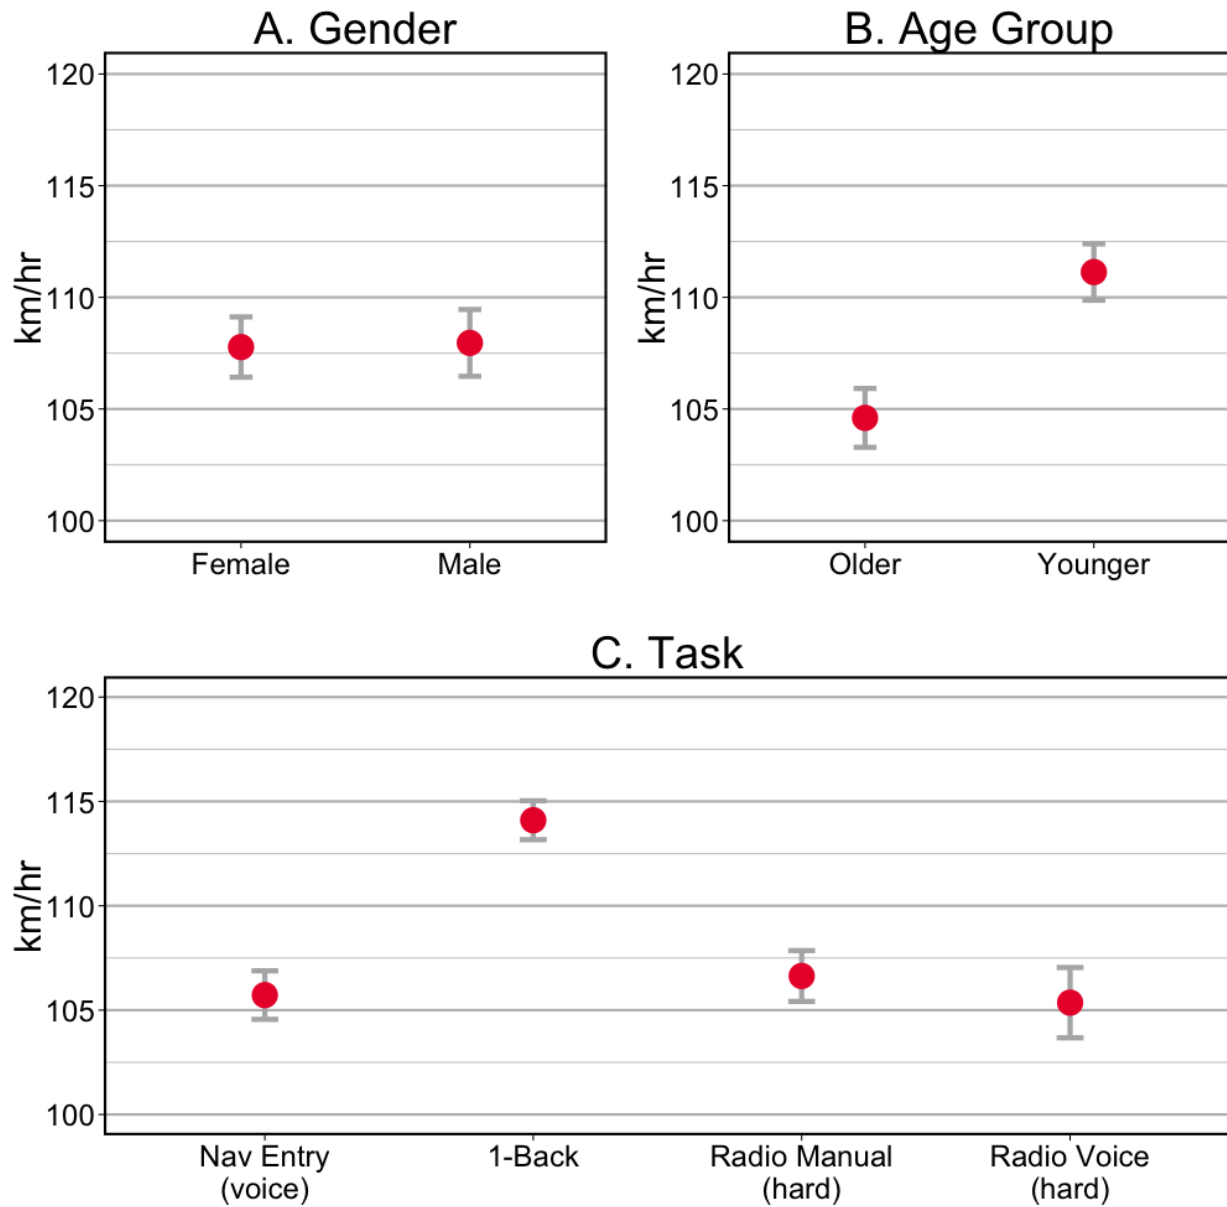 A. Gender
B. Age Group
120
115
110
105
100
km/hr
Female
Male
120
115
110
105
100
km/hr
Older
Younger
C. Task
120
115
110
105
100
km/hr
Nav Entry
(voice)
1-Back
Radio Manual
(hard)
Radio Voice
(hard)